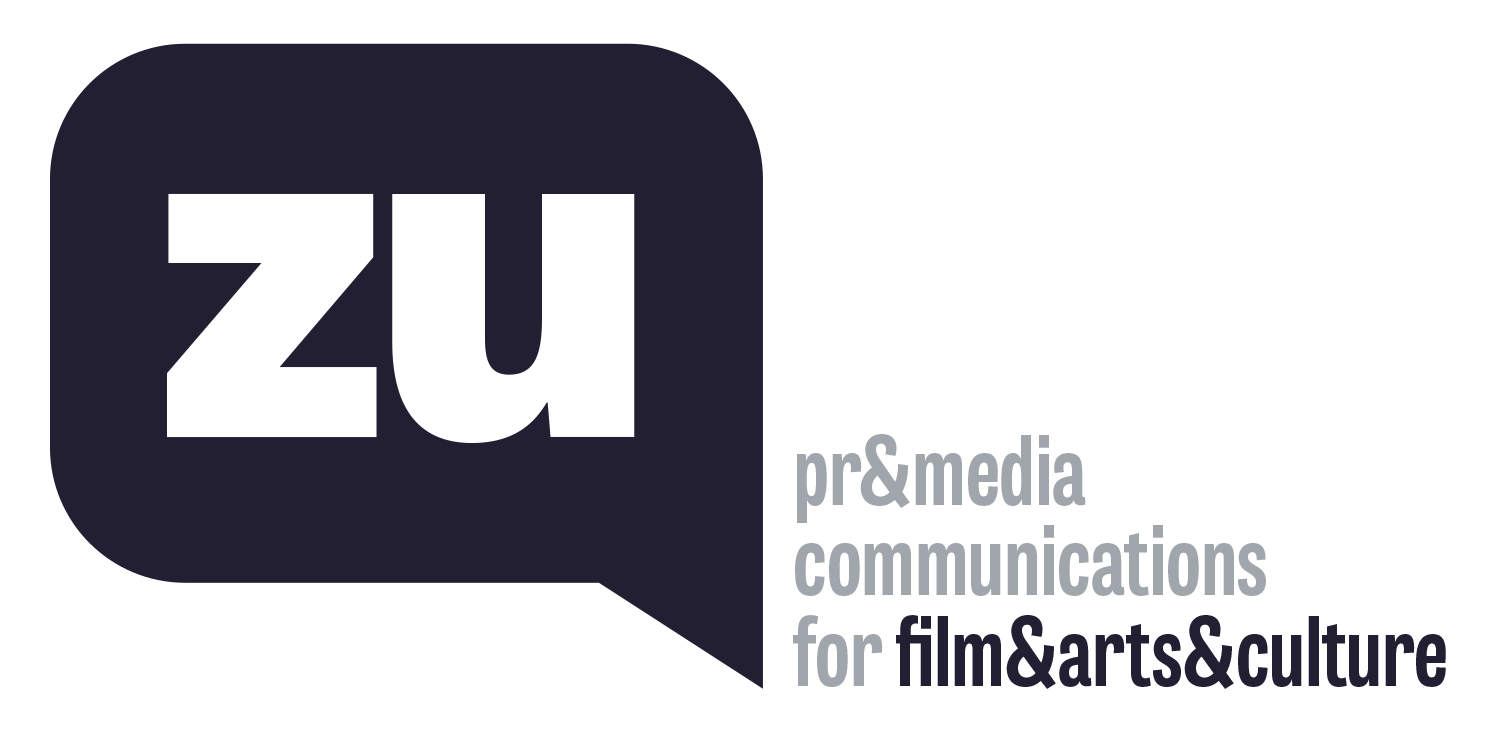 zu
pr&media
communications
for film&arts&culture